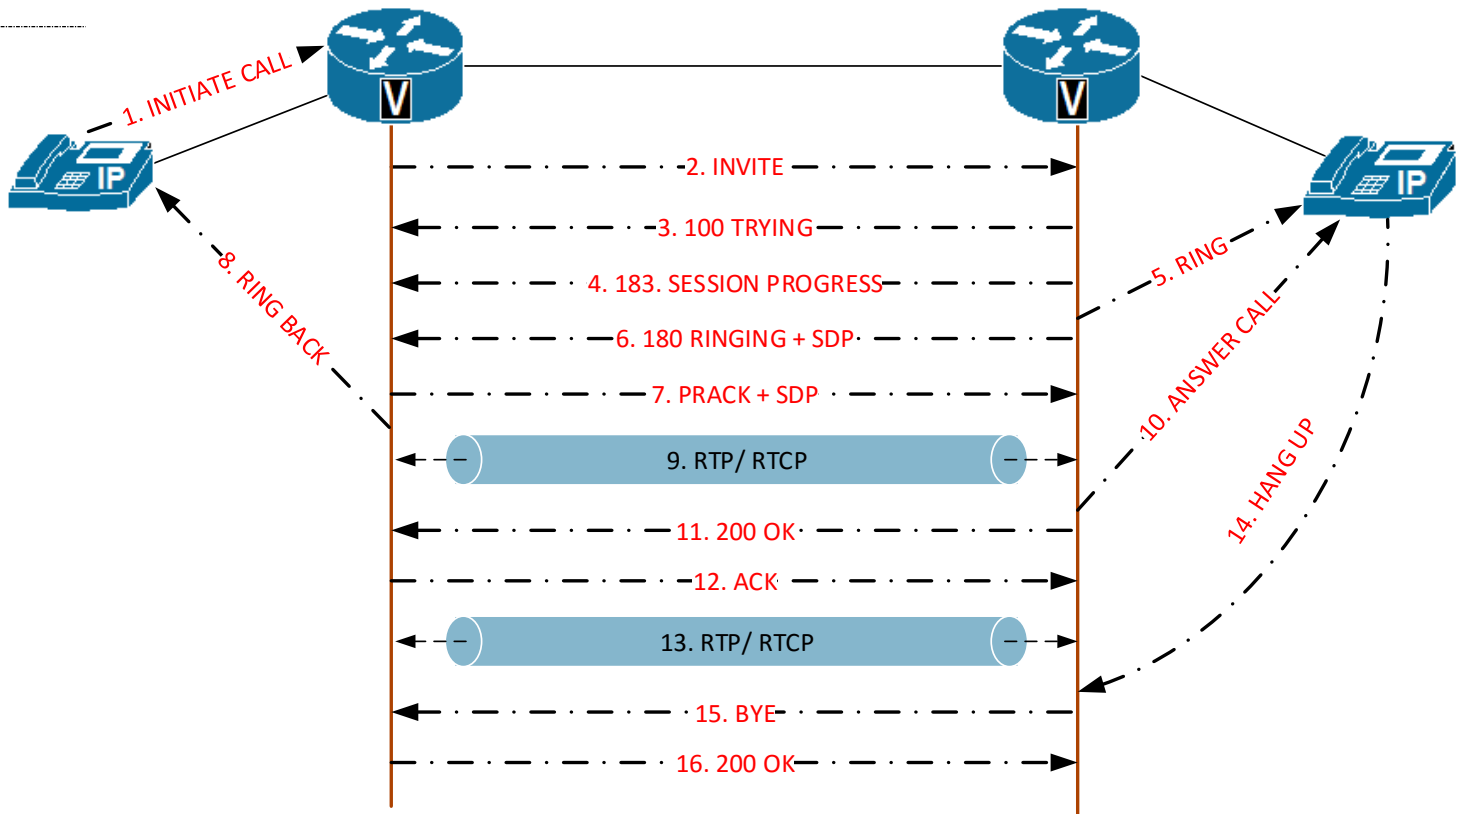 1. INITIATE CALL
V
V
IP
IP
2. INVITE
3. 100 TRYING
4. 183. SESSION PROGRESS
5. RING
6. 180 RINGING + SDP
7. PRACK + SDP
8. RING BACK
9. RTP/ RTCP
10. ANSWER CALL
11. 200 OK
12. ACK
13. RTP/ RTCP
14. HANG UP
15. BYE
16. 200 OK